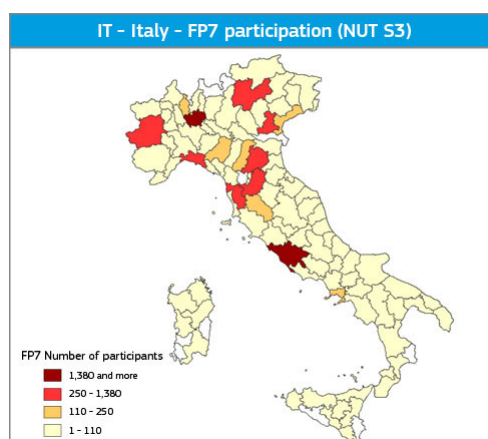 IT - Italy - FP7 participation (NUT S3)
FP7 Number of participants
1,380 and more
250 - 1,380
110 - 250
1 - 110